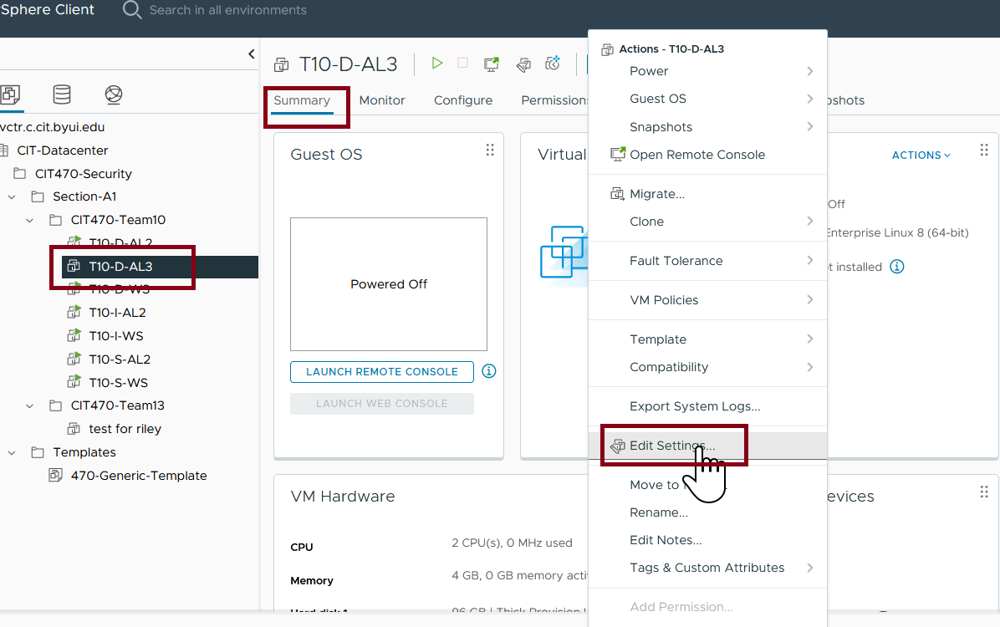 Sphere Client
Search in all environments
vctr.c.cit.byui.edu
CIT-Datacenter
CIT470-Security
Section-A1
CIT470-Team10
T10-D-AL2
T10-D-AL3
T10-D-WS
T10-I-AL2
T10-I-WS
T10-S-AL2
T10-S-WS
CIT470-Team13
test for riley
Templates
470-Generic-Template
T10-D-AL3
Summary
Monitor
Configure
Permissions
pshots
Guest OS
Powered Off
LAUNCH REMOTE CONSOLE
LAUNCH WEB CONSOLE
Virtual
ACTIONS
Off
Enterprise Linux 8 (64-bit)
t installed
VM Hardware
CPU
2 CPU(s), 0 MHz used
Memory
4 GB, 0 GB memory activ
Hard disk 1
96 GB | Thick Provision
evices
Actions - T10-D-AL3
Power
Guest OS
Snapshots
Open Remote Console
Migrate...
Clone
Fault Tolerance
VM Policies
Template
Compatibility
Export System Logs...
Edit Settings...
Move to
Rename...
Edit Notes...
Tags & Custom Attributes
Add Permission...